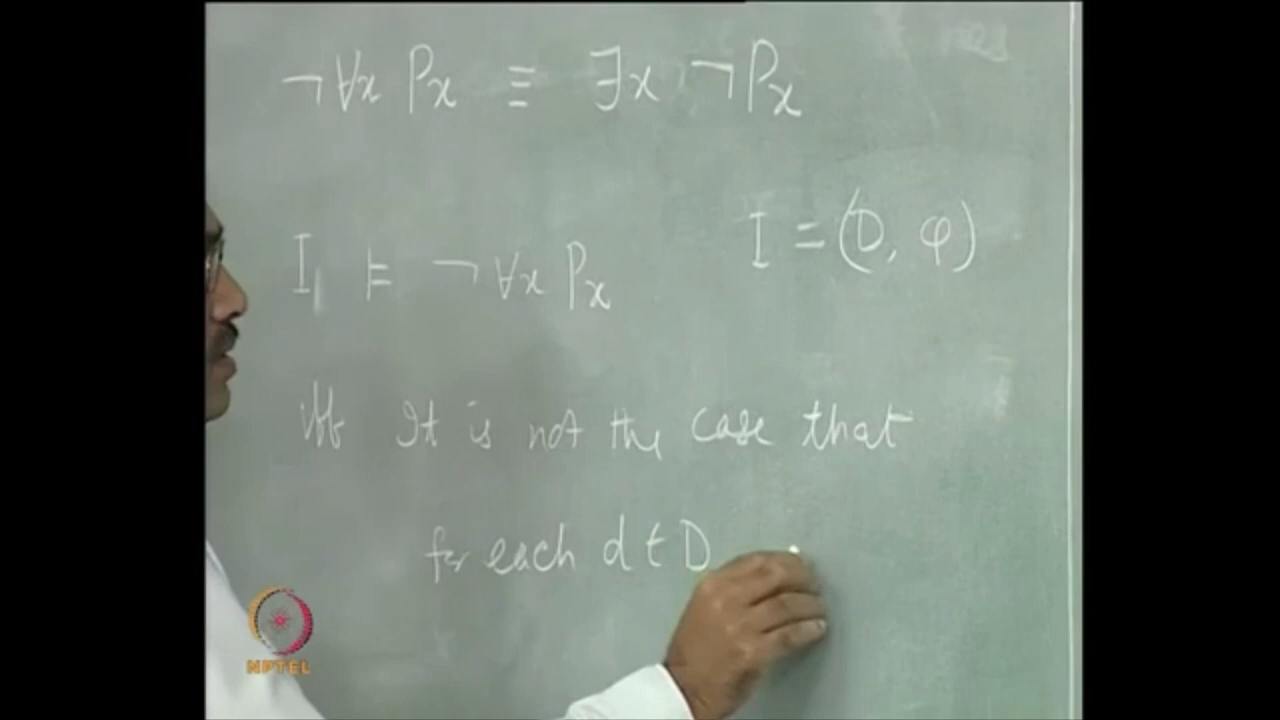 ¬∀x Px ≡ ∃x ¬Px
I = (D, φ)
I ⊨ ¬∀x Px
iff It is not the case that
for each d ∈ D
NPTEL